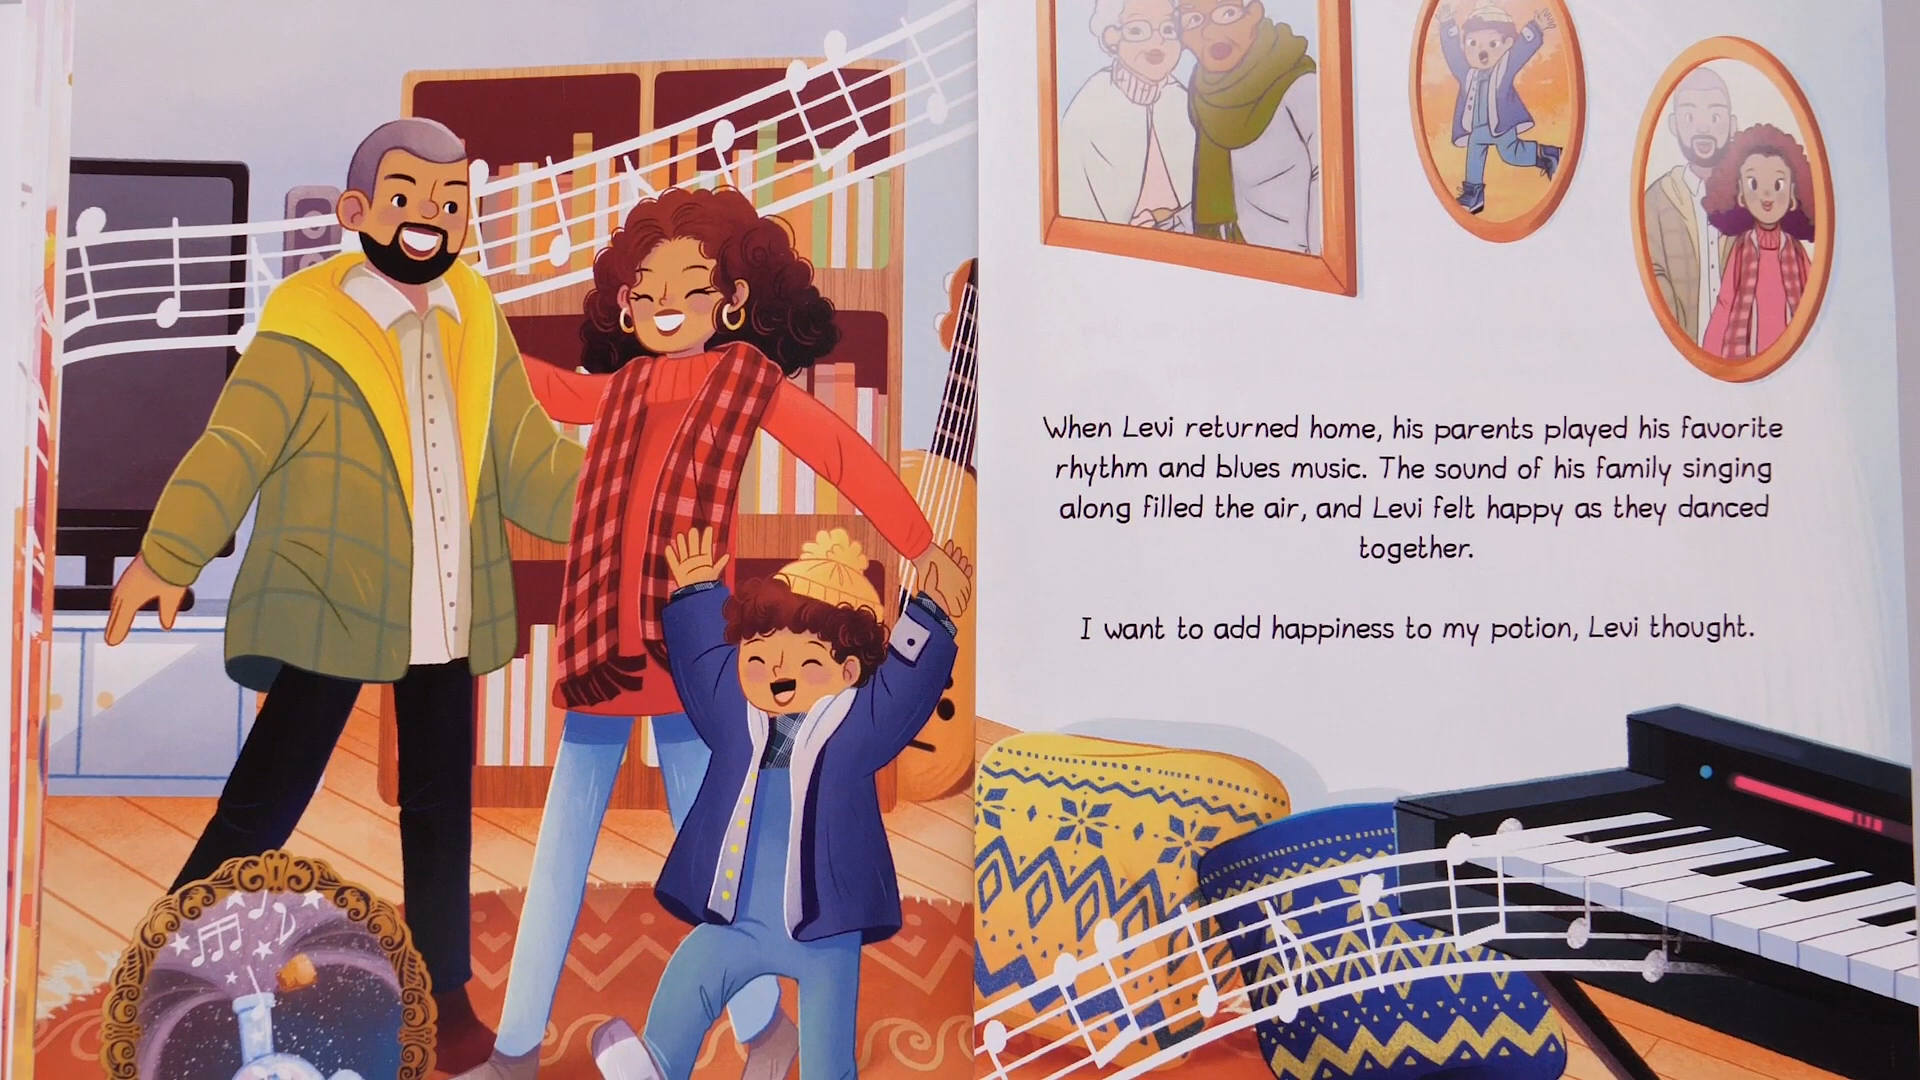 When Levi returned home, his parents played his favorite
rhythm and blues music. The sound of his family singing
along filled the air, and Levi felt happy as they danced
together.
I want to add happiness to my potion, Levi thought.